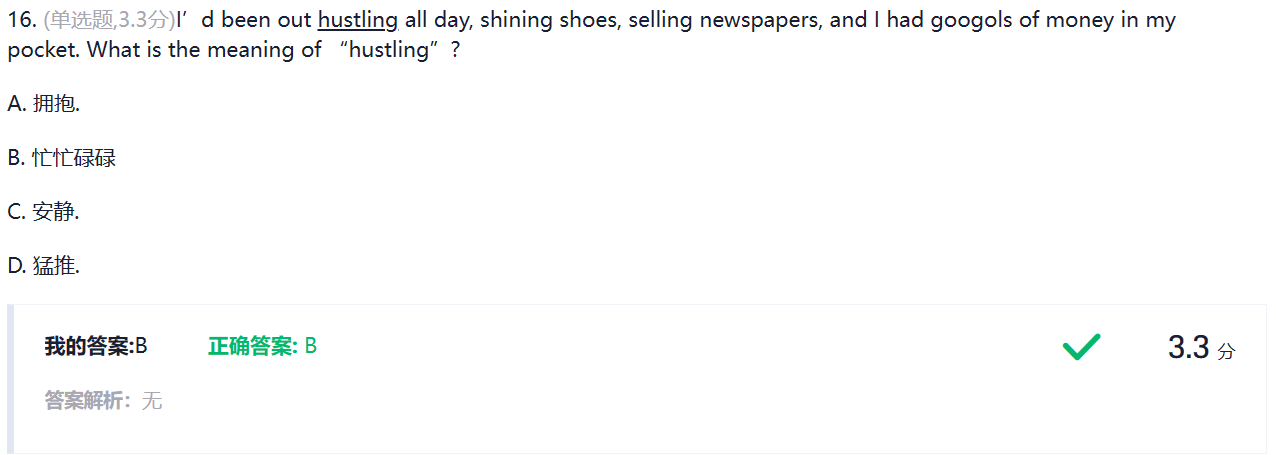 16. (单选题,3.3分)I’d been out hustling all day, shining shoes, selling newspapers, and I had googols of money in my
pocket. What is the meaning of “hustling”?
A. 拥抱.
B. 忙忙碌碌
C. 安静.
D. 猛推.
我的答案:B 正确答案: B 3.3 分
答案解析：无